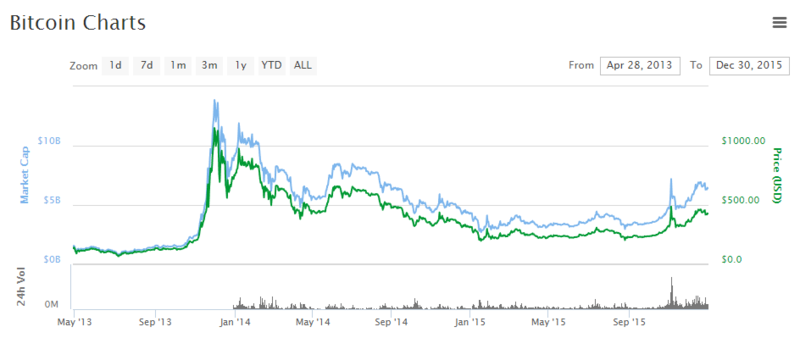 Bitcoin Charts
Zoom 1d 7d 1m 3m 1y YTD ALL From Apr 28, 2013 To Dec 30, 2015
$10B
$5B
$0B
Market Cap
$1000.00
$500.00
$0.0
Price (USD)
24h Vol
0M
May '13 Sep '13 Jan '14 May '14 Sep '14 Jan '15 May '15 Sep '15